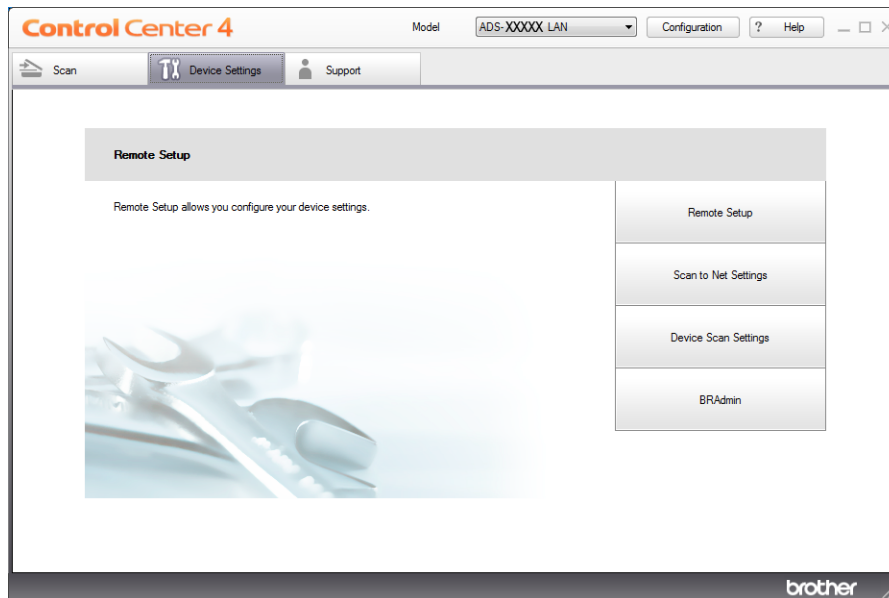 Control Center 4
Model
ADS-XXXXX LAN
Configuration
? Help
Scan
Device Settings
Support
Remote Setup
Remote Setup allows you configure your device settings.
Remote Setup
Scan to Net Settings
Device Scan Settings
BRAdmin
brother